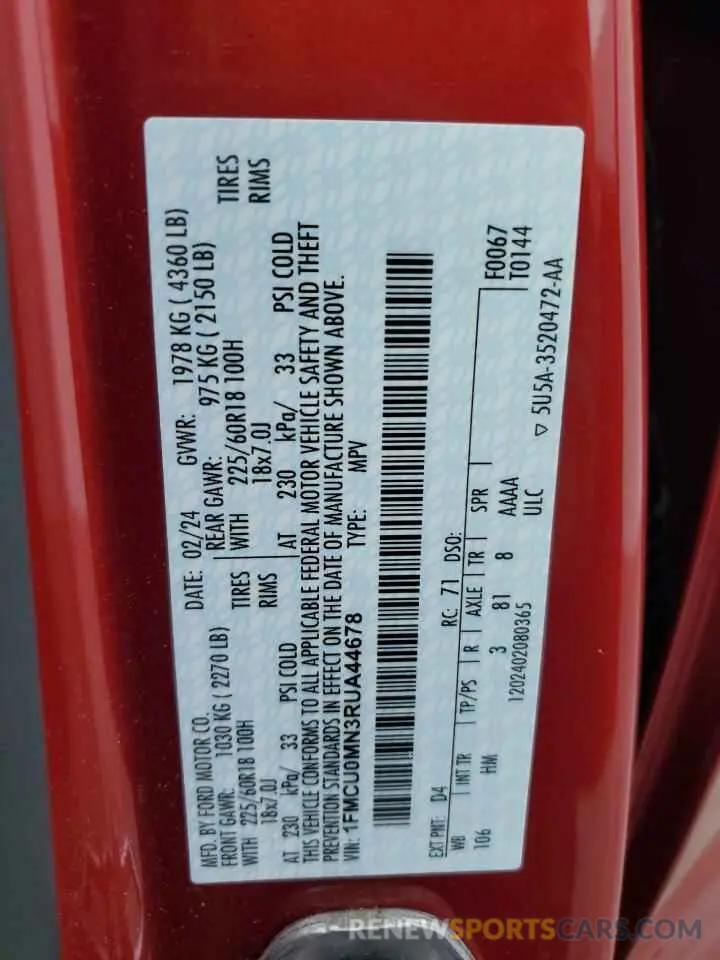 MFD. BY FORD MOTOR CO.
DATE: 02/24 GVWR: 1978 KG ( 4360 LB)
FRONT GAWR: 1030 KG ( 2270 LB) REAR GAWR: 975 KG ( 2150 LB)
WITH 225/60R18 100H TIRES WITH 225/60R18 100H TIRES
18x7.0J RIMS 18x7.0J RIMS
AT 230 kPa/ 33 PSI COLD AT 230 kPa/ 33 PSI COLD
THIS VEHICLE CONFORMS TO ALL APPLICABLE FEDERAL MOTOR VEHICLE SAFETY AND THEFT
PREVENTION STANDARDS IN EFFECT ON THE DATE OF MANUFACTURE SHOWN ABOVE.
VIN: 1FMCU0MN3RUA44678 TYPE: MPV
EXT PNT: D4 RC: 71 DSO: F0067
WB INT TR TP/PS R AXLE TR SPR T0144
106 HM 3 81 8 AAAA
1202402080365 ULC
▽ 5U5A-3520472-AA
RENEWSPORTSCARS.COM